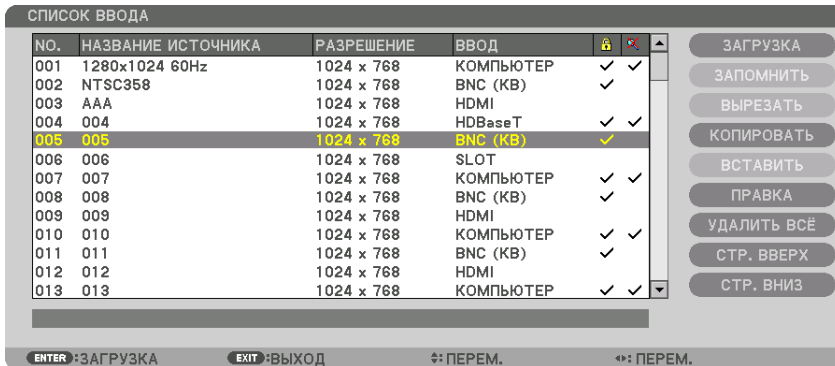 СПИСОК ВВОДА
NO. НАЗВАНИЕ ИСТОЧНИКА РАЗРЕШЕНИЕ ВВОД
001 1280x1024 60Hz 1024 x 768 КОМПЬЮТЕР ✓ ✓
002 NTSC358 1024 x 768 BNC (КВ) ✓
003 AAA 1024 x 768 HDMI
004 004 1024 x 768 HDBaseT ✓ ✓
005 005 1024 x 768 BNC (КВ) ✓
006 006 1024 x 768 SLOT
007 007 1024 x 768 КОМПЬЮТЕР ✓ ✓
008 008 1024 x 768 BNC (КВ) ✓
009 009 1024 x 768 HDMI
010 010 1024 x 768 КОМПЬЮТЕР ✓ ✓
011 011 1024 x 768 BNC (КВ) ✓
012 012 1024 x 768 HDMI
013 013 1024 x 768 КОМПЬЮТЕР ✓ ✓
ЗАГРУЗКА
ЗАПОМНИТЬ
ВЫРЕЗАТЬ
КОПИРОВАТЬ
ВСТАВИТЬ
ПРАВКА
УДАЛИТЬ ВСЁ
СТР. ВВЕРХ
СТР. ВНИЗ
ENTER :ЗАГРУЗКА EXIT :ВЫХОД :ПЕРЕМ. :ПЕРЕМ.